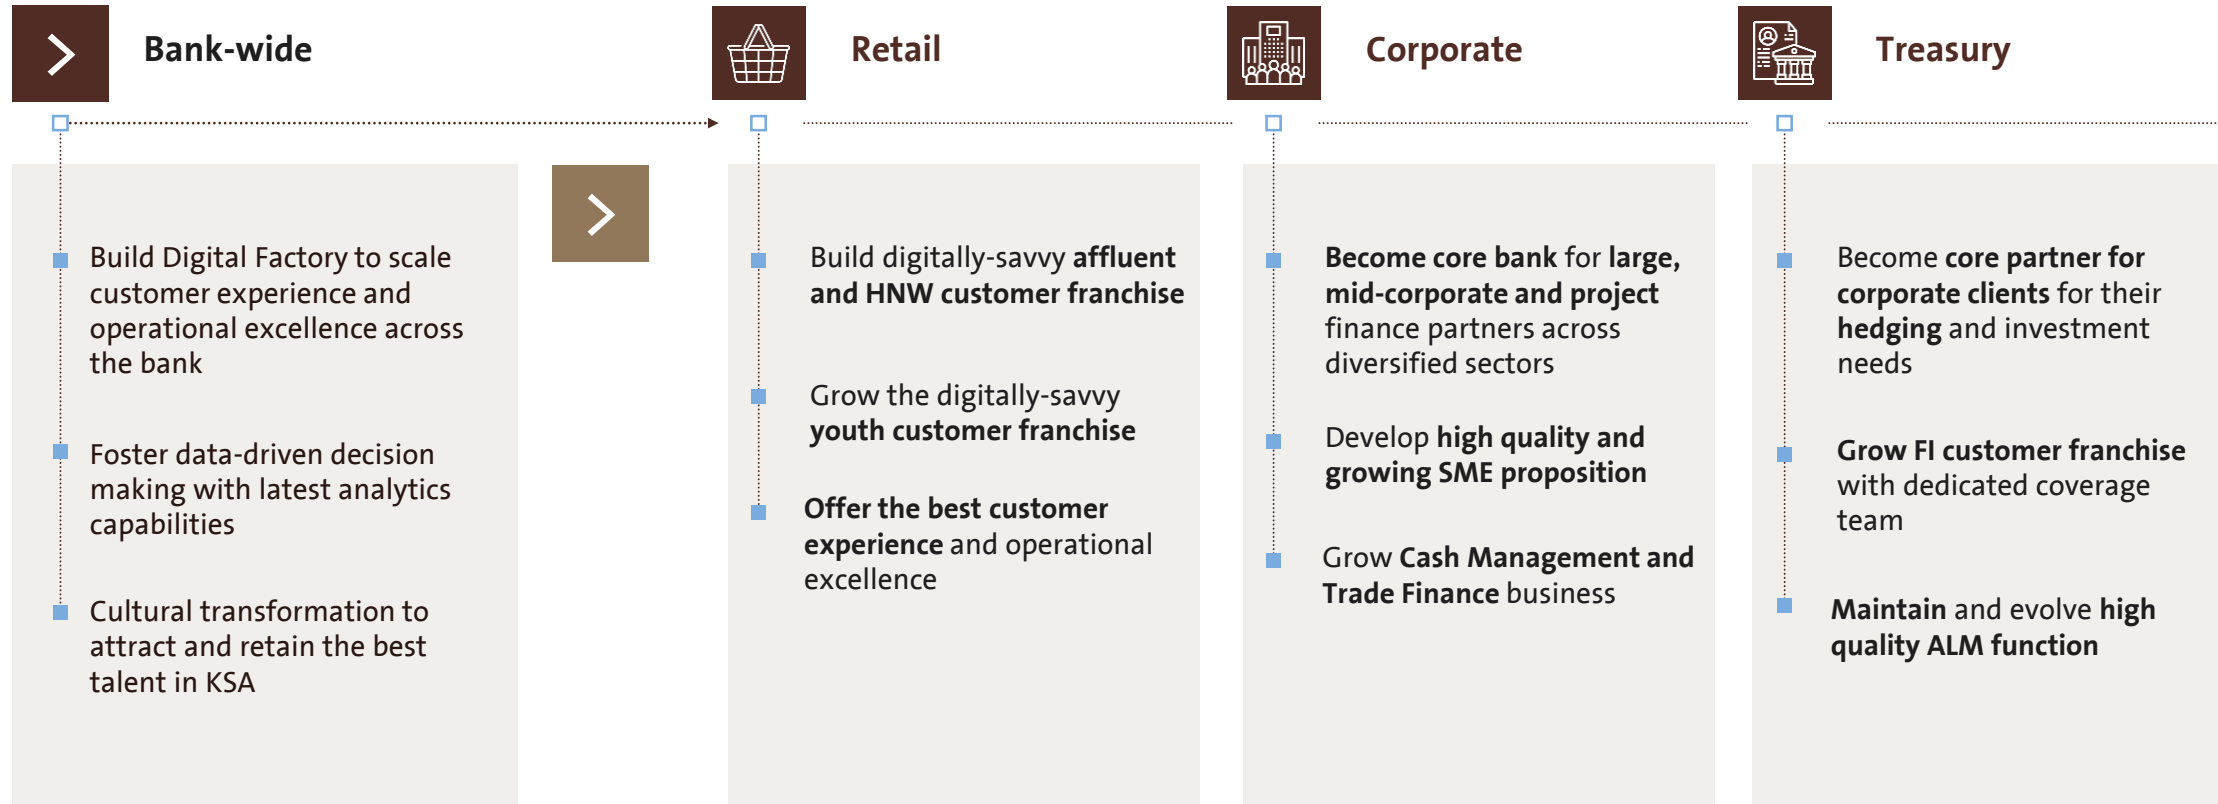 Bank-wide
Build Digital Factory to scale
customer experience and
operational excellence across
the bank
Foster data-driven decision
making with latest analytics
capabilities
Cultural transformation to
attract and retain the best
talent in KSA
Retail
Build digitally-savvy affluent
and HNW customer franchise
Grow the digitally-savvy
youth customer franchise
Offer the best customer
experience and operational
excellence
Corporate
Become core bank for large,
mid-corporate and project
finance partners across
diversified sectors
Develop high quality and
growing SME proposition
Grow Cash Management and
Trade Finance business
Treasury
Become core partner for
corporate clients for their
hedging and investment
needs
Grow FI customer franchise
with dedicated coverage
team
Maintain and evolve high
quality ALM function